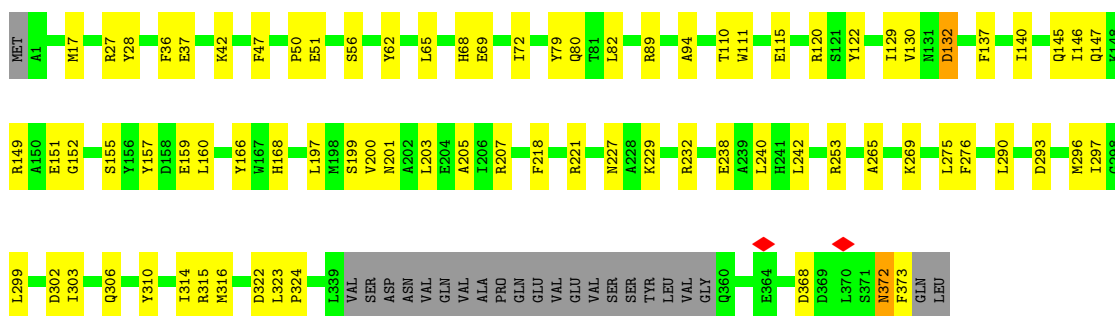 MET A1 M17 R27 Y28 F36 E37 K42 F47 P50 E51 S56 Y62 L65 H68 E69 I72 Y79 Q80 T81 L82 R89 A94 T110 W111 E115 R120 S121 Y122 I129 V130 N131 D132 F137 I140 Q145 I146 Q147 K148
R149 A150 E151 G152 S155 Y156 Y157 D158 E159 L160 Y166 W167 H168 L197 M198 S199 V200 N201 A202 L203 E204 A205 I206 R207 F218 R221 N227 A228 K229 R232 E238 A239 L240 H241 L242 R253 A265 K269 L275 F276 L290 D293 M296 I297 G298
L299 D302 I303 Q306 Y310 I314 R315 M316 D322 L323 P324 L339 VAL SER ASP ASN VAL GLN VAL ALA PRO GLN GLU VAL GLU VAL SER SER TYR LEU VAL GLY Q360 E364 D368 D369 L370 S371 N372 F373 GLN LEU